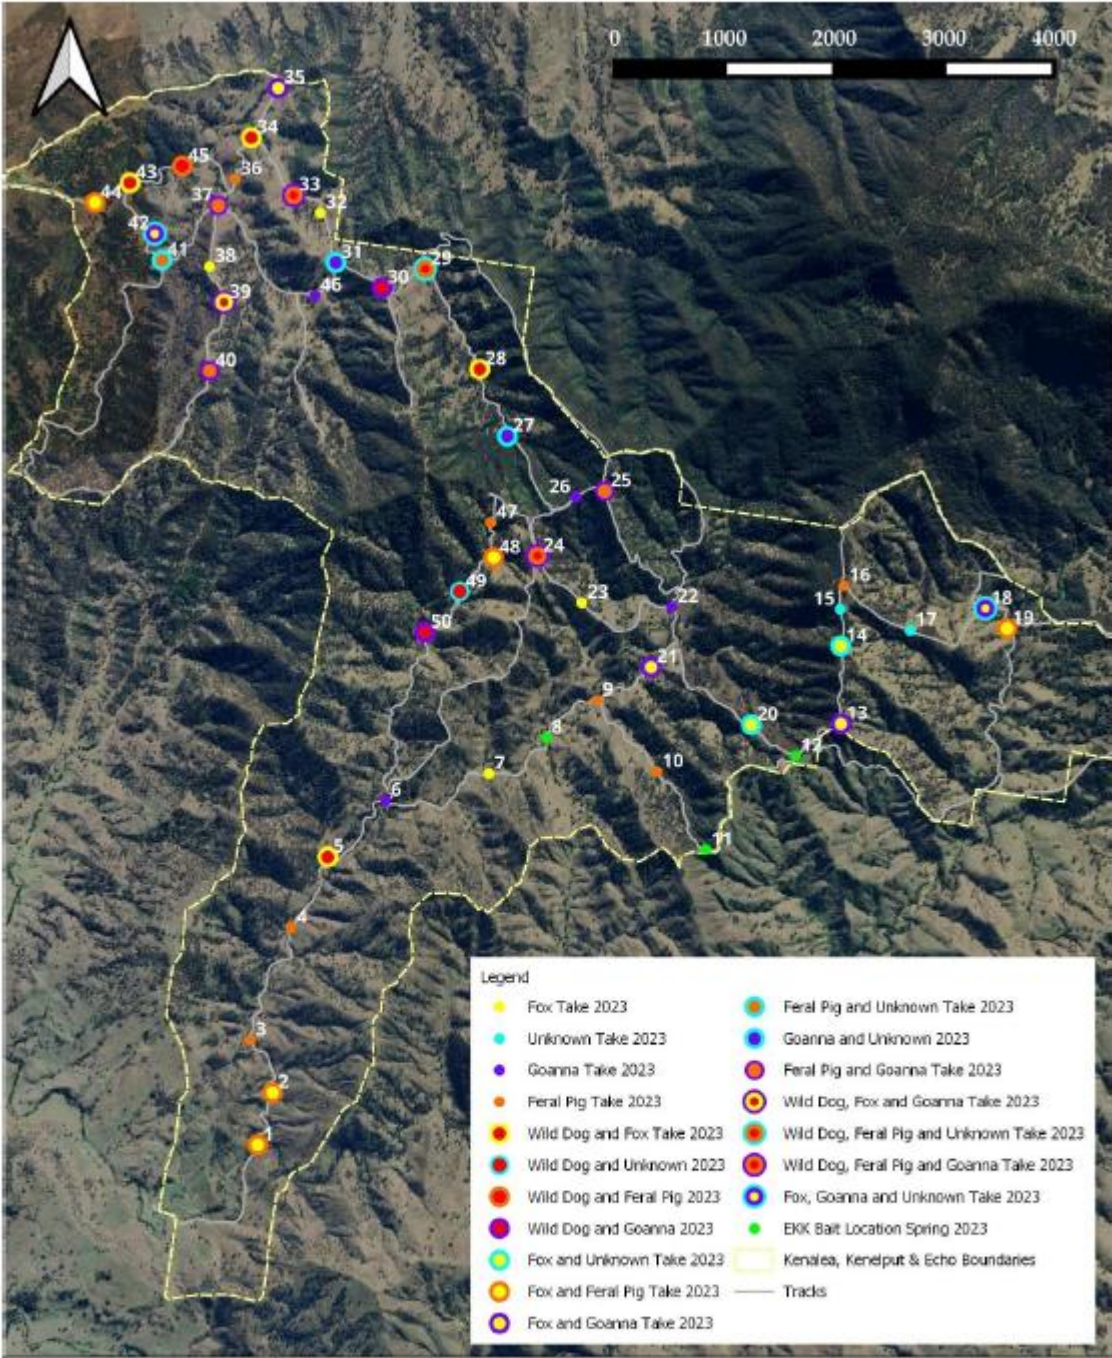 0 1000 2000 3000 4000
35
34
45
36
43
33
44
37
32
42
41
38
31
29
30
46
39
28
40
27
26
25
47
48
24
16
49
23
22
15
18
17
19
50
14
21
9
20
13
8
12
7
10
6
11
5
4
3
2
1
Legend
Fox Take 2023
Unknown Take 2023
Goanna Take 2023
Feral Pig Take 2023
Wild Dog and Fox Take 2023
Wild Dog and Unknown 2023
Wild Dog and Feral Pig 2023
Wild Dog and Goanna 2023
Fox and Unknown Take 2023
Fox and Feral Pig Take 2023
Fox and Goanna Take 2023
Feral Pig and Unknown Take 2023
Goanna and Unknown 2023
Feral Pig and Goanna Take 2023
Wild Dog, Fox and Goanna Take 2023
Wild Dog, Feral Pig and Unknown Take 2023
Wild Dog, Feral Pig and Goanna Take 2023
Fox, Goanna and Unknown Take 2023
EKK Bait Location Spring 2023
Kenalea, Kenelput & Echo Boundaries
Tracks